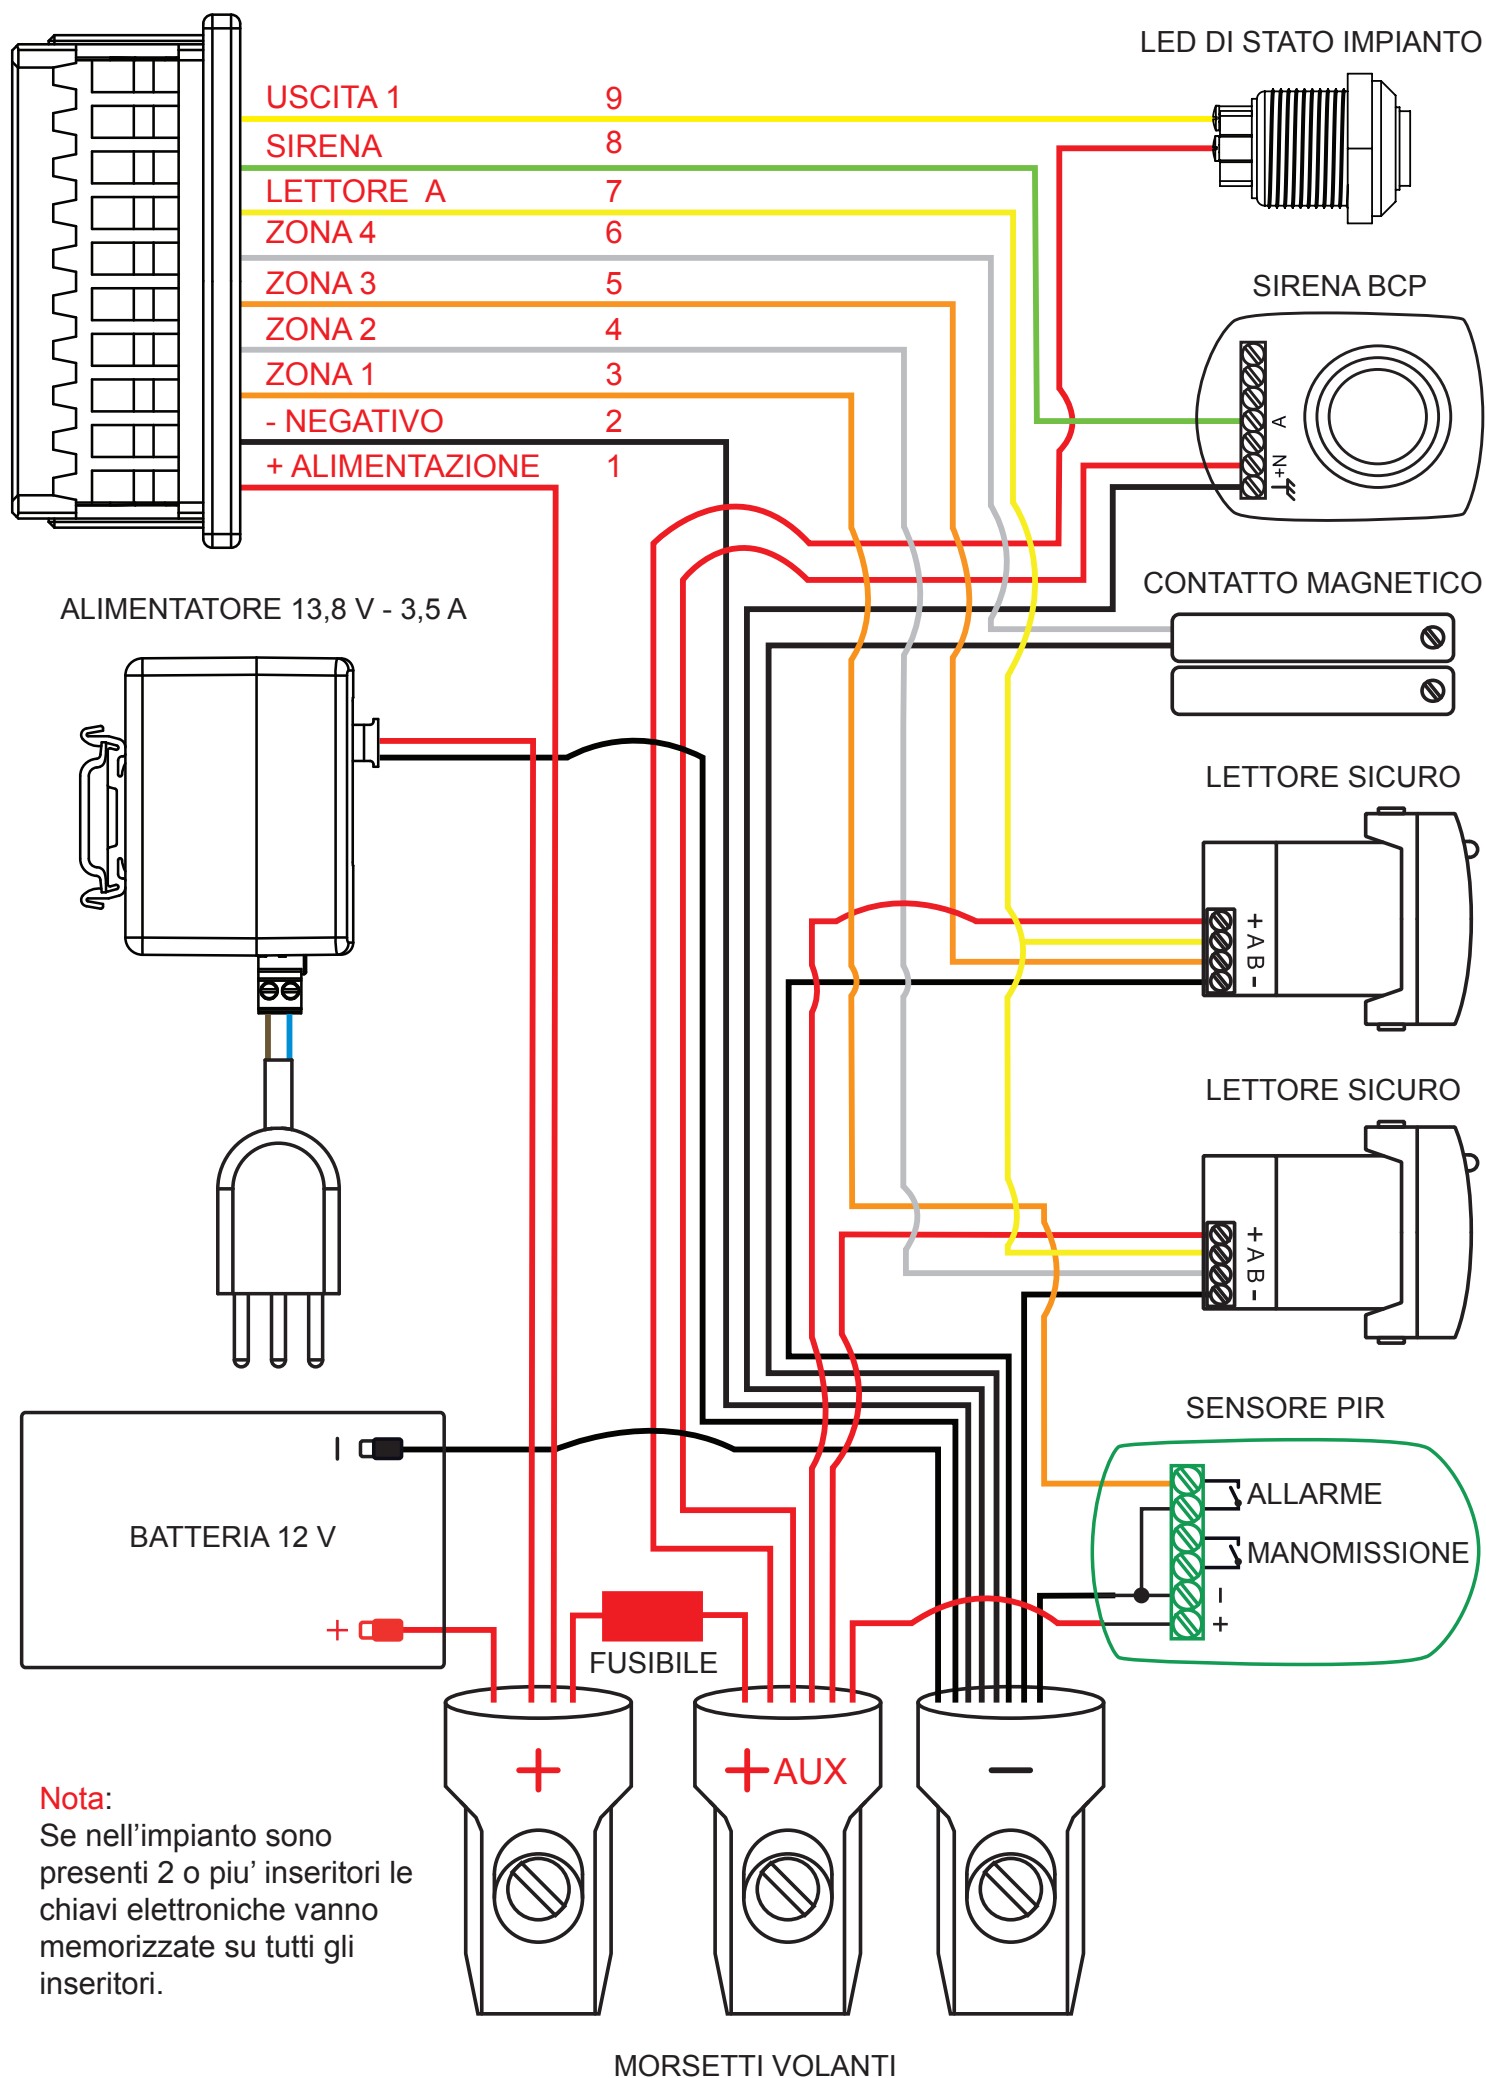 LED DI STATO IMPIANTO
USCITA 1 9
SIRENA 8
LETTORE A 7
ZONA 4 6
ZONA 3 5
ZONA 2 4
ZONA 1 3
- NEGATIVO 2
+ ALIMENTAZIONE 1
SIRENA BCP
A
N+
ALIMENTATORE 13,8 V - 3,5 A
CONTATTO MAGNETICO
LETTORE SICURO
+ A B -
LETTORE SICURO
+ A B -
SENSORE PIR
ALLARME
MANOMISSIONE
-
+
-
BATTERIA 12 V
+
FUSIBILE
+
+ AUX
-
Nota:
Se nell'impianto sono
presenti 2 o piu' inseritori le
chiavi elettroniche vanno
memorizzate su tutti gli
inseritori.
MORSETTI VOLANTI